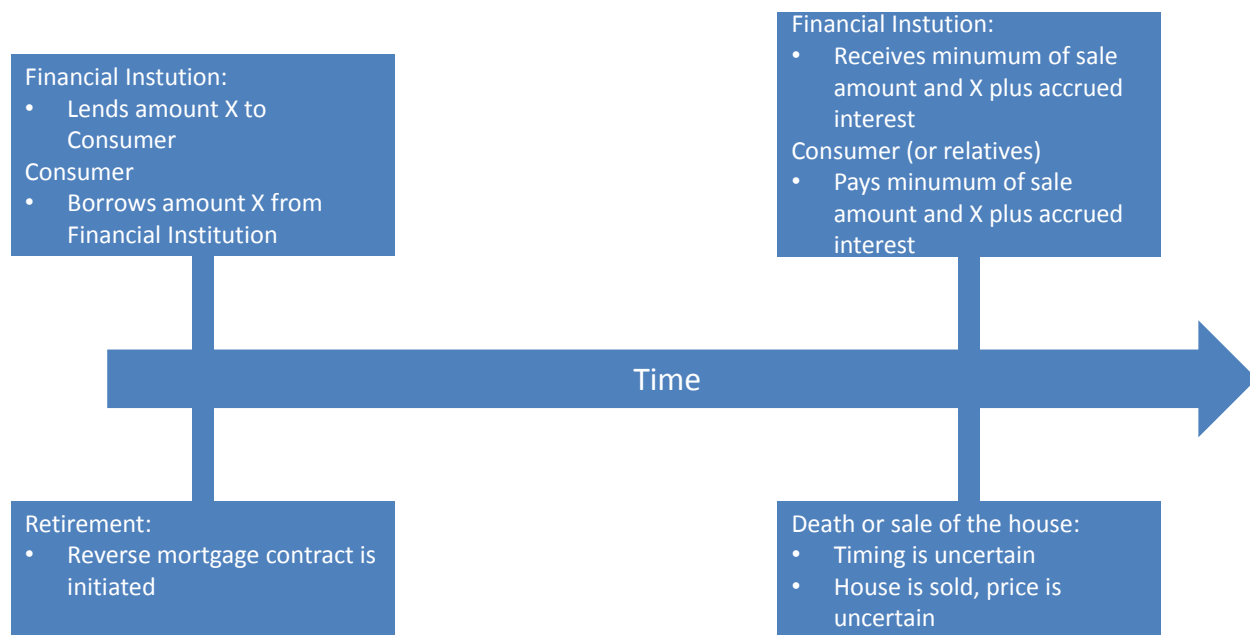 Financial Instution:
• Lends amount X to
Consumer
Consumer
• Borrows amount X from
Financial Institution
Financial Instution:
• Receives minumum of sale
amount and X plus accrued
interest
Consumer (or relatives)
• Pays minumum of sale
amount and X plus accrued
interest
Time
Retirement:
• Reverse mortgage contract is
initiated
Death or sale of the house:
• Timing is uncertain
• House is sold, price is
uncertain